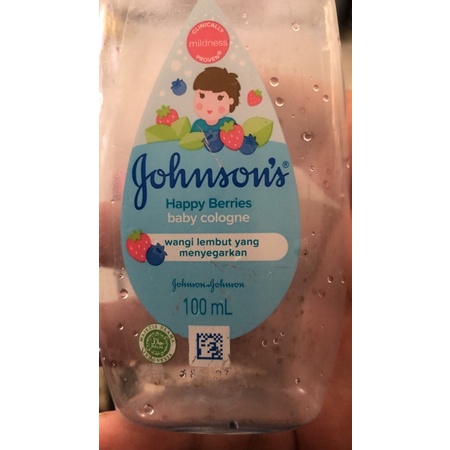 CLINICALLY
mildness
PROVEN®
Johnson's®
Happy Berries
baby cologne
wangi lembut yang
menyegarkan
Johnson & Johnson
100 mL